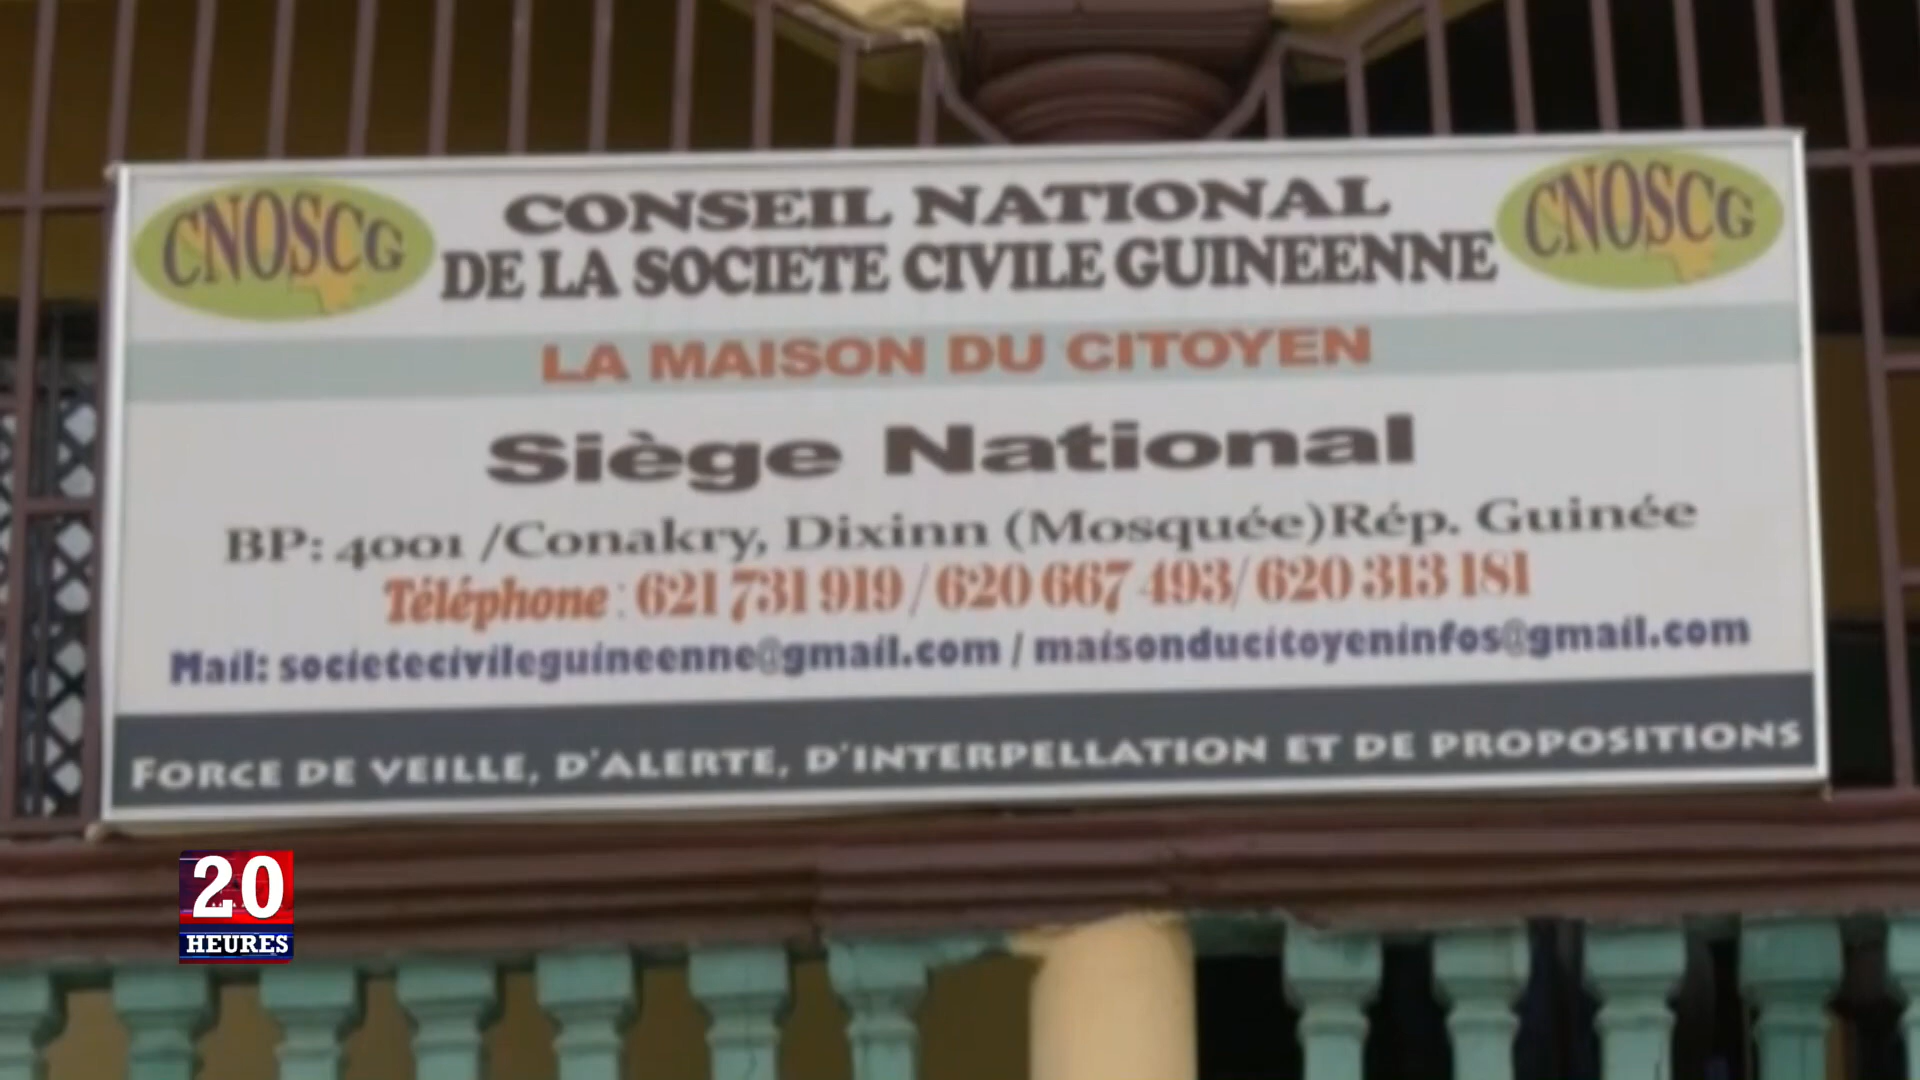 CNOSCG
CONSEIL NATIONAL
DE LA SOCIETE CIVILE GUINEENNE
CNOSCG
LA MAISON DU CITOYEN
Siège National
BP: 4001 /Conakry, Dixinn (Mosquée)Rép. Guinée
Téléphone : 621 731 919 / 620 667 493/ 620 313 181
Mail: societecivileguineenne@gmail.com / maisonducitoyeninfos@gmail.com
FORCE DE VEILLE, D'ALERTE, D'INTERPELLATION ET DE PROPOSITIONS
20
HEURES